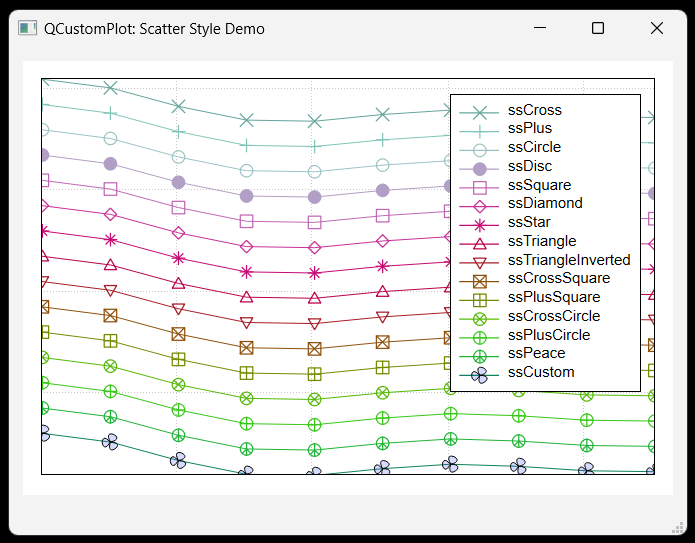 QCustomPlot: Scatter Style Demo
ssCross
ssPlus
ssCircle
ssDisc
ssSquare
ssDiamond
ssStar
ssTriangle
ssTriangleInverted
ssCrossSquare
ssPlusSquare
ssCrossCircle
ssPlusCircle
ssPeace
ssCustom